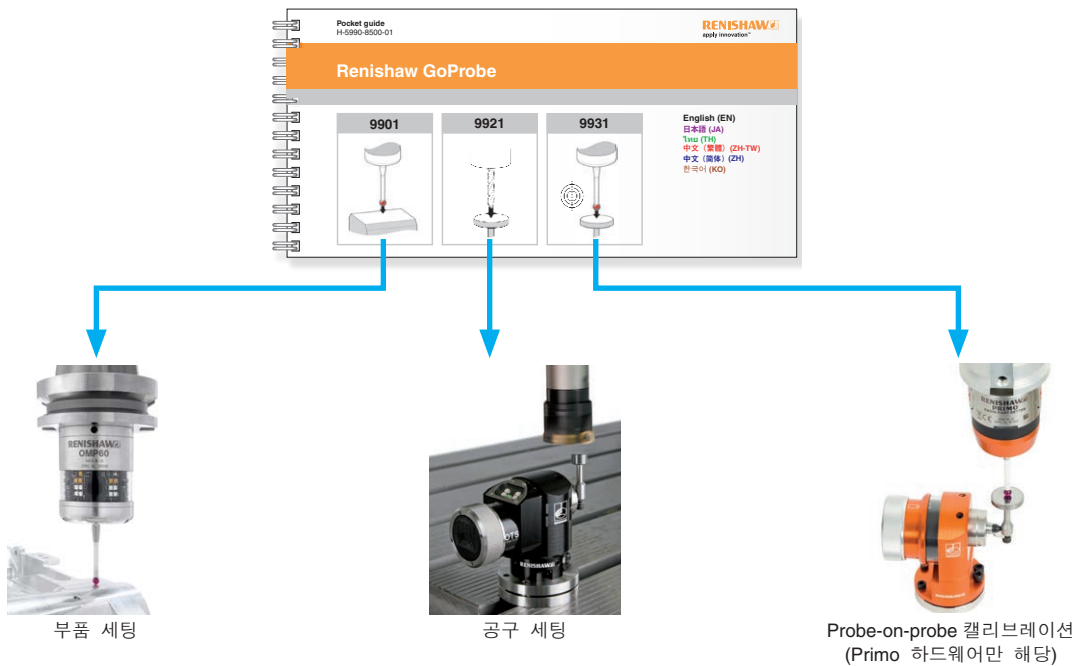 Pocket guide
H-5990-8500-01
RENISHAW
apply innovation™
Renishaw GoProbe
9901
9921
9931
English (EN)
日本語 (JA)
ไทย (TH)
中文（繁體）(ZH-TW)
中文（简体）(ZH)
한국어 (KO)
RENISHAW
OMP60
OTS
RENISHAW
RENISHAW
PRIMO
부품 세팅
공구 세팅
Probe-on-probe 캘리브레이션
(Primo 하드웨어만 해당)